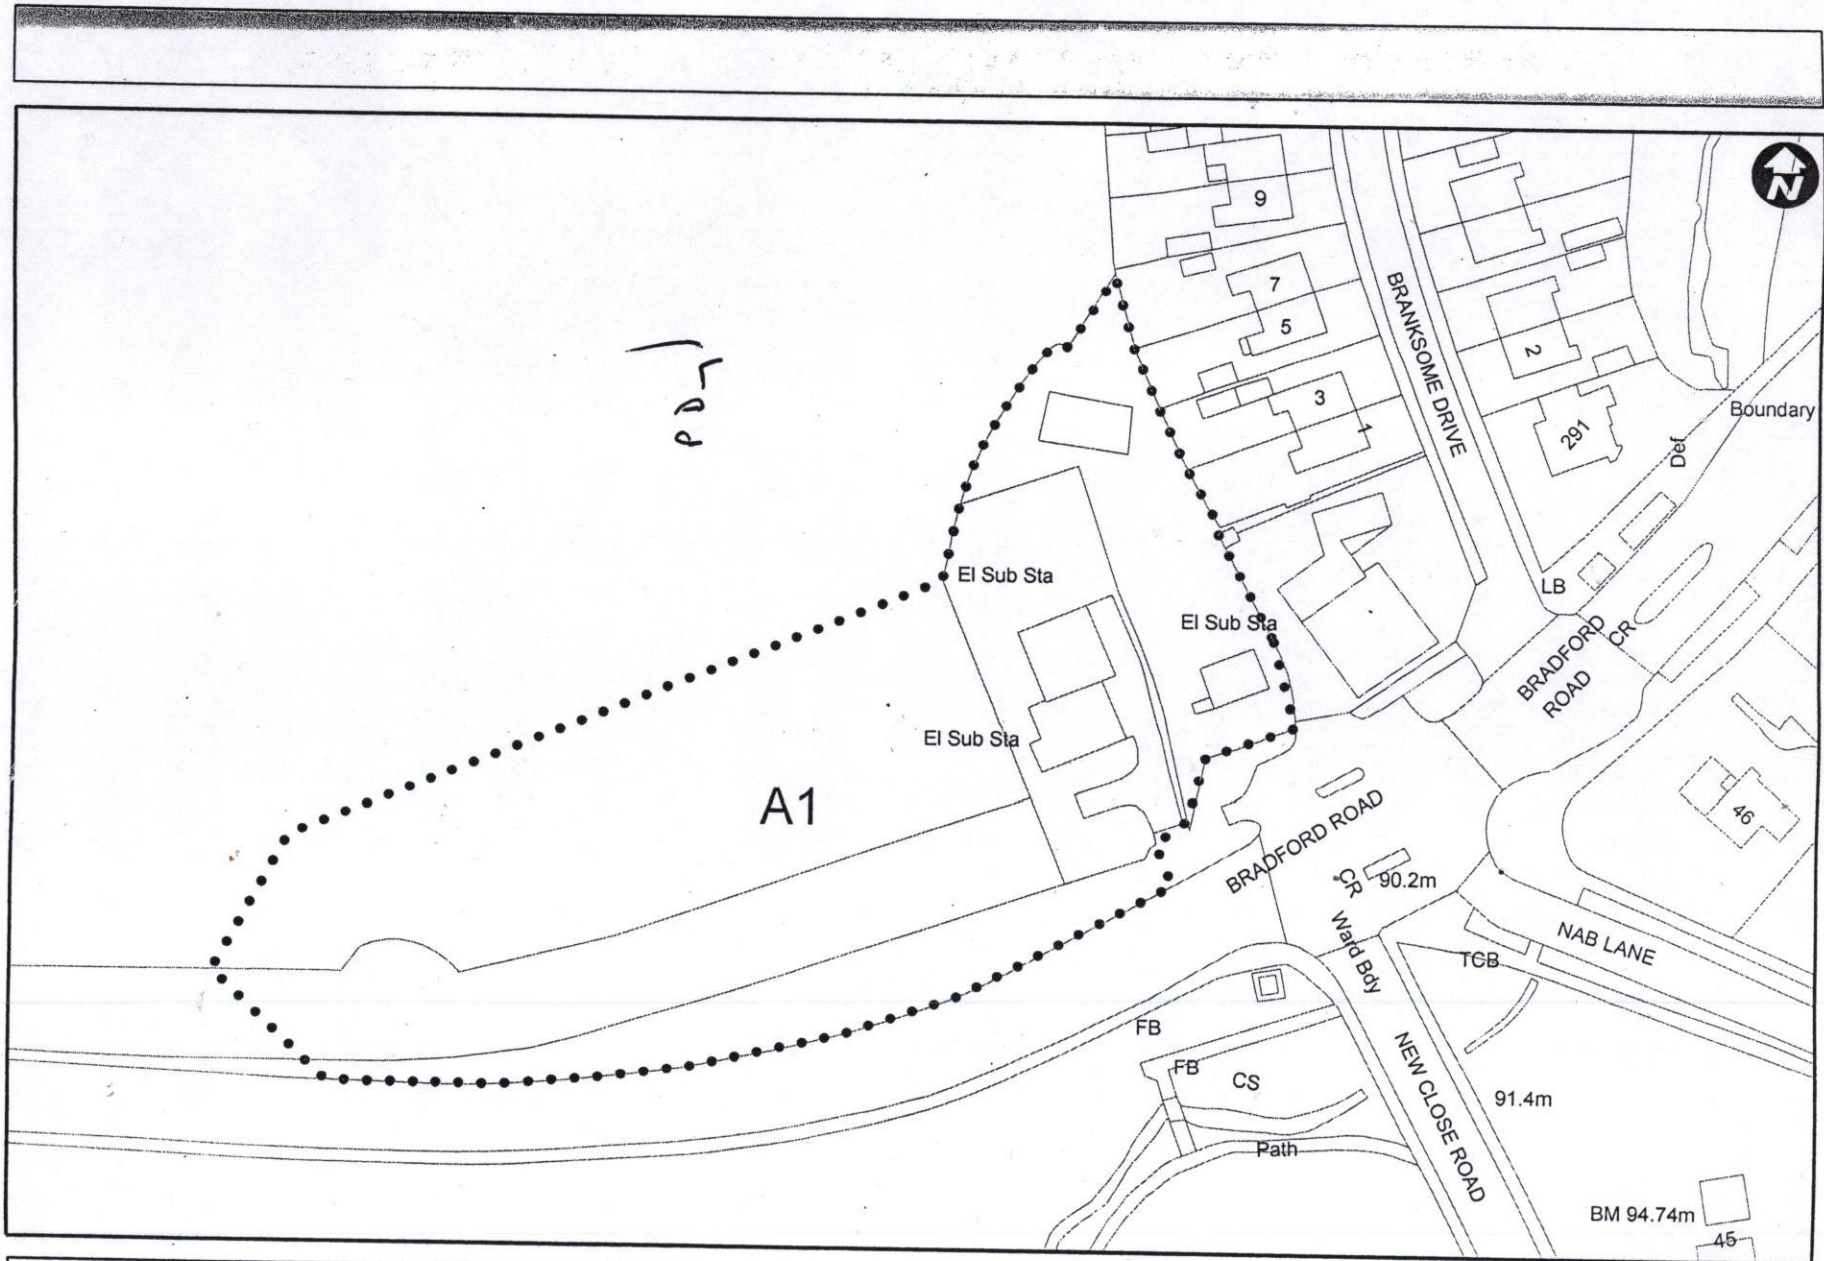 N
9
7
5
3
1
BRANKSOME DRIVE
2
291
Def
Boundary
LB
El Sub Sta
El Sub Sta
El Sub Sta
A1
BRADFORD
ROAD
CR
BRADFORD ROAD
CR
90.2m
Ward Bdy
46
NAB LANE
TCB
FB
FB
CS
Path
NEW CLOSE ROAD
91.4m
BM 94.74m
45